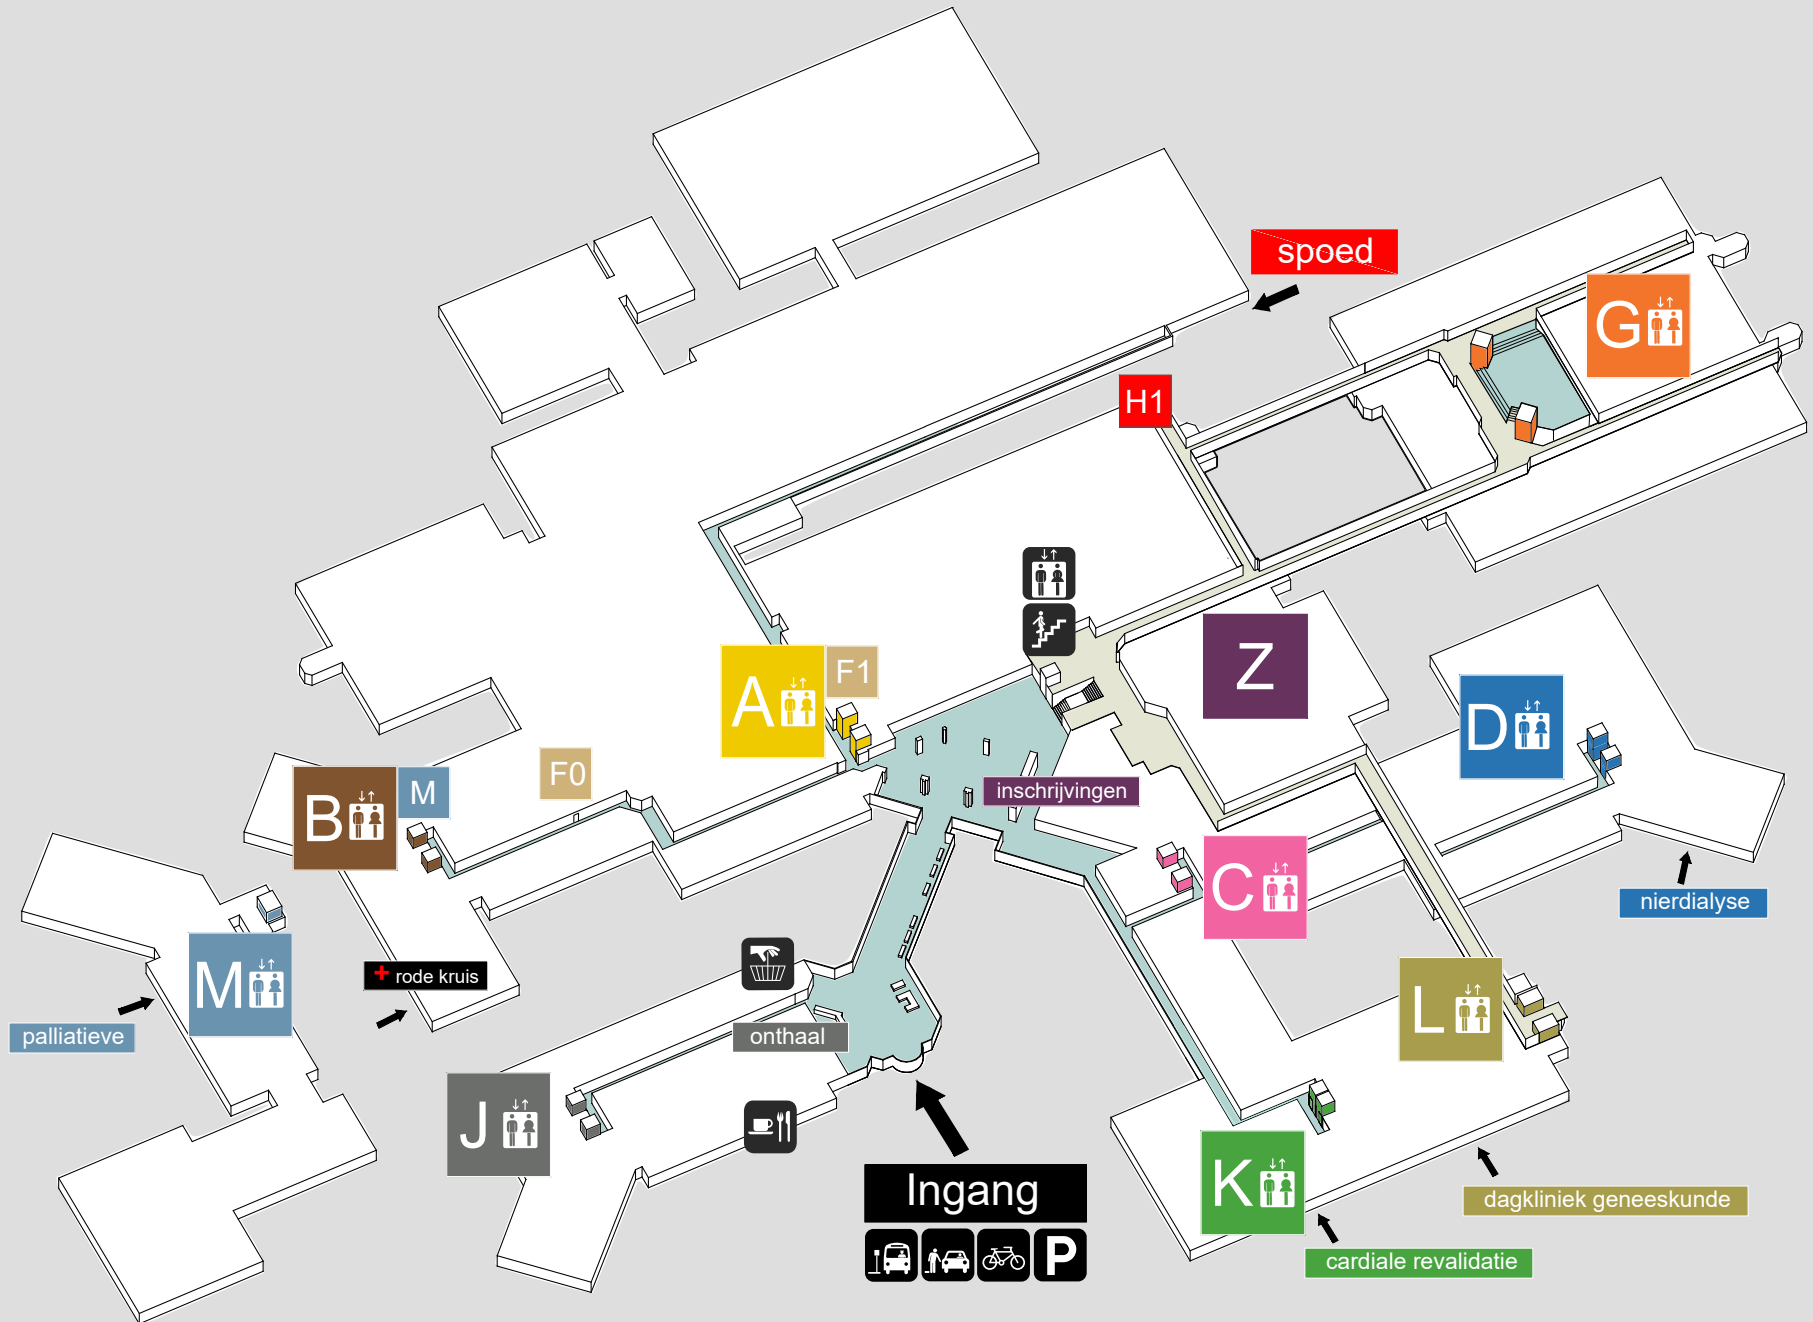 spoed
G
H1
Z
A
F1
D
F0
B
M
inschrijvingen
C
nierdialyse
M
+ rode kruis
L
palliatieve
onthaal
J
K
Ingang
P
dagkliniek geneeskunde
cardiale revalidatie